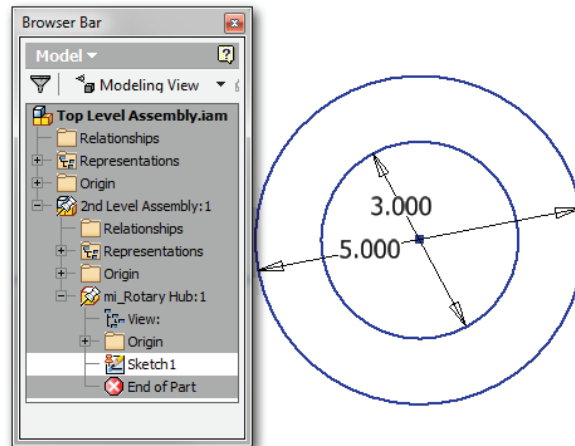 Browser Bar
Model
Modeling View
Top Level Assembly.iam
Relationships
Representations
Origin
2nd Level Assembly:1
Relationships
Representations
Origin
mi_Rotary Hub:1
View:
Origin
Sketch1
End of Part
3.000
5.000